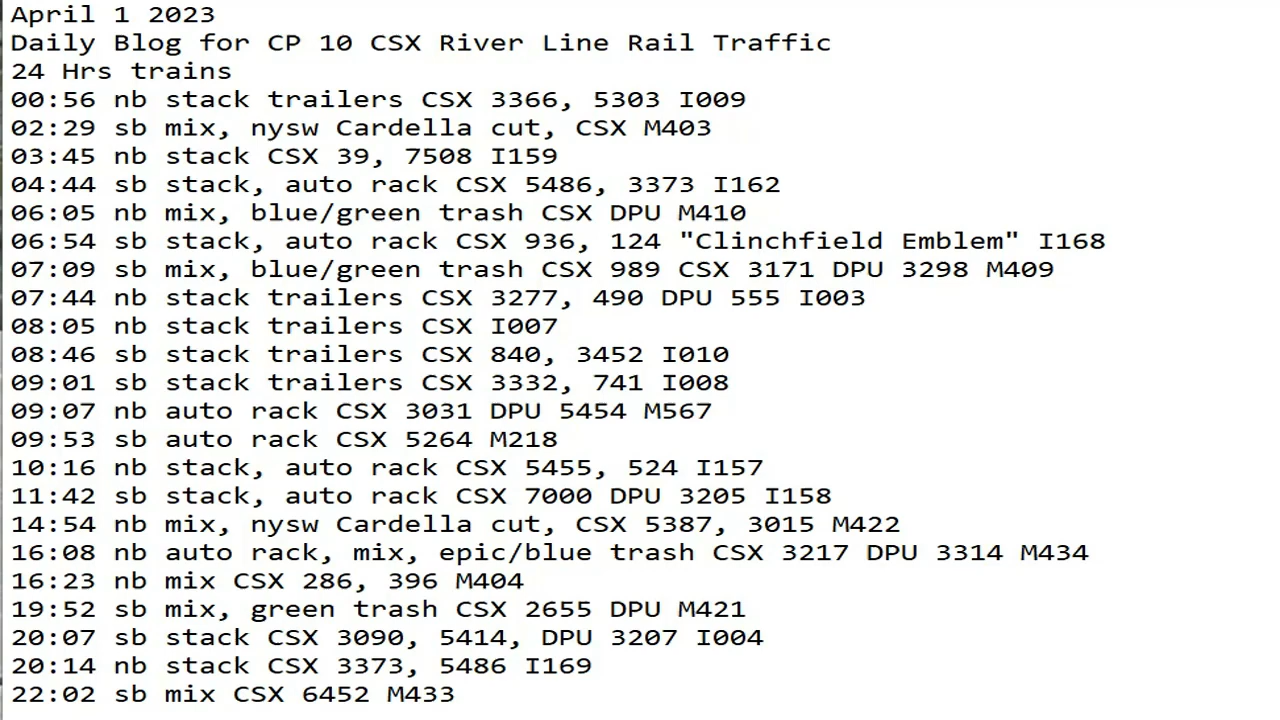 April 1 2023
Daily Blog for CP 10 CSX River Line Rail Traffic
24 Hrs trains
00:56 nb stack trailers CSX 3366, 5303 I009
02:29 sb mix, nysw Cardella cut, CSX M403
03:45 nb stack CSX 39, 7508 I159
04:44 sb stack, auto rack CSX 5486, 3373 I162
06:05 nb mix, blue/green trash CSX DPU M410
06:54 sb stack, auto rack CSX 936, 124 "Clinchfield Emblem" I168
07:09 sb mix, blue/green trash CSX 989 CSX 3171 DPU 3298 M409
07:44 nb stack trailers CSX 3277, 490 DPU 555 I003
08:05 nb stack trailers CSX I007
08:46 sb stack trailers CSX 840, 3452 I010
09:01 sb stack trailers CSX 3332, 741 I008
09:07 nb auto rack CSX 3031 DPU 5454 M567
09:53 sb auto rack CSX 5264 M218
10:16 nb stack, auto rack CSX 5455, 524 I157
11:42 sb stack, auto rack CSX 7000 DPU 3205 I158
14:54 nb mix, nysw Cardella cut, CSX 5387, 3015 M422
16:08 nb auto rack, mix, epic/blue trash CSX 3217 DPU 3314 M434
16:23 nb mix CSX 286, 396 M404
19:52 sb mix, green trash CSX 2655 DPU M421
20:07 sb stack CSX 3090, 5414, DPU 3207 I004
20:14 nb stack CSX 3373, 5486 I169
22:02 sb mix CSX 6452 M433